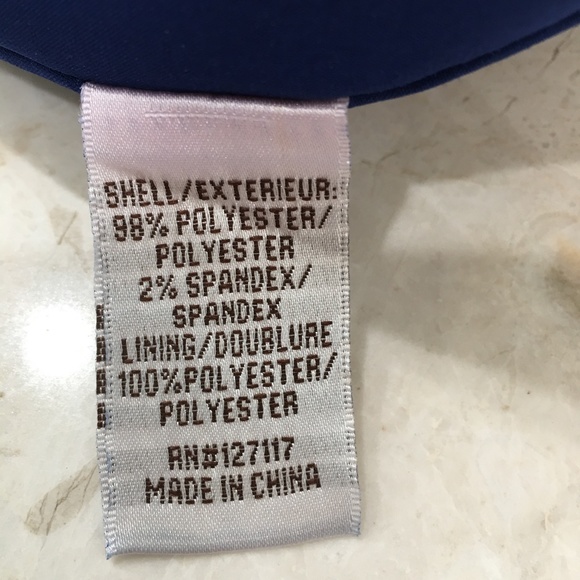 SHELL/EXTERIEUR:
98% POLYESTER/
POLYESTER
2% SPANDEX/
SPANDEX
LINING/DOUBLURE
100%POLYESTER/
POLYESTER
RN#127117
MADE IN CHINA